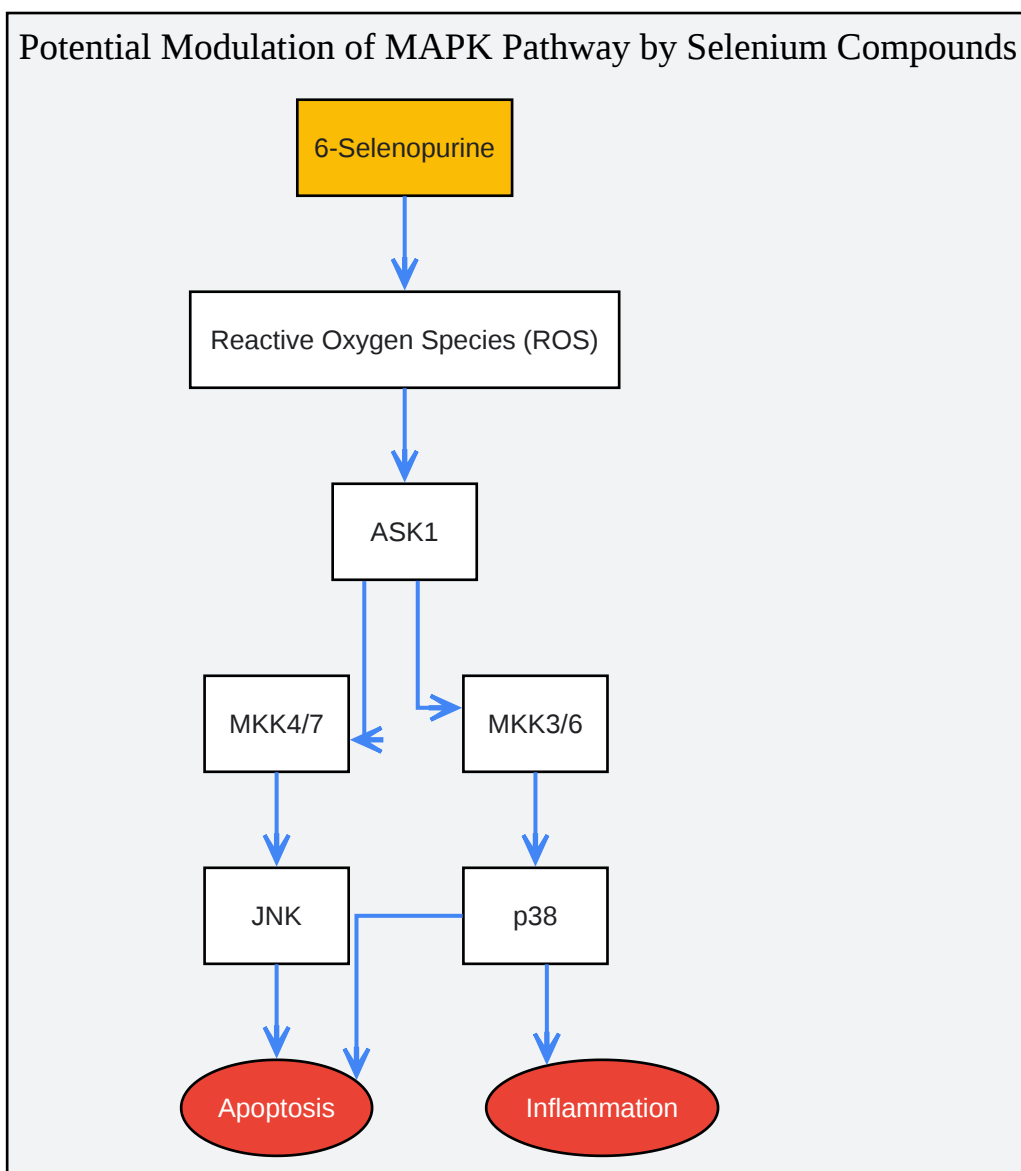 Potential Modulation of MAPK Pathway by Selenium Compounds
6-Selenopurine
Reactive Oxygen Species (ROS)
ASK1
MKK4/7
MKK3/6
JNK
p38
Apoptosis
Inflammation